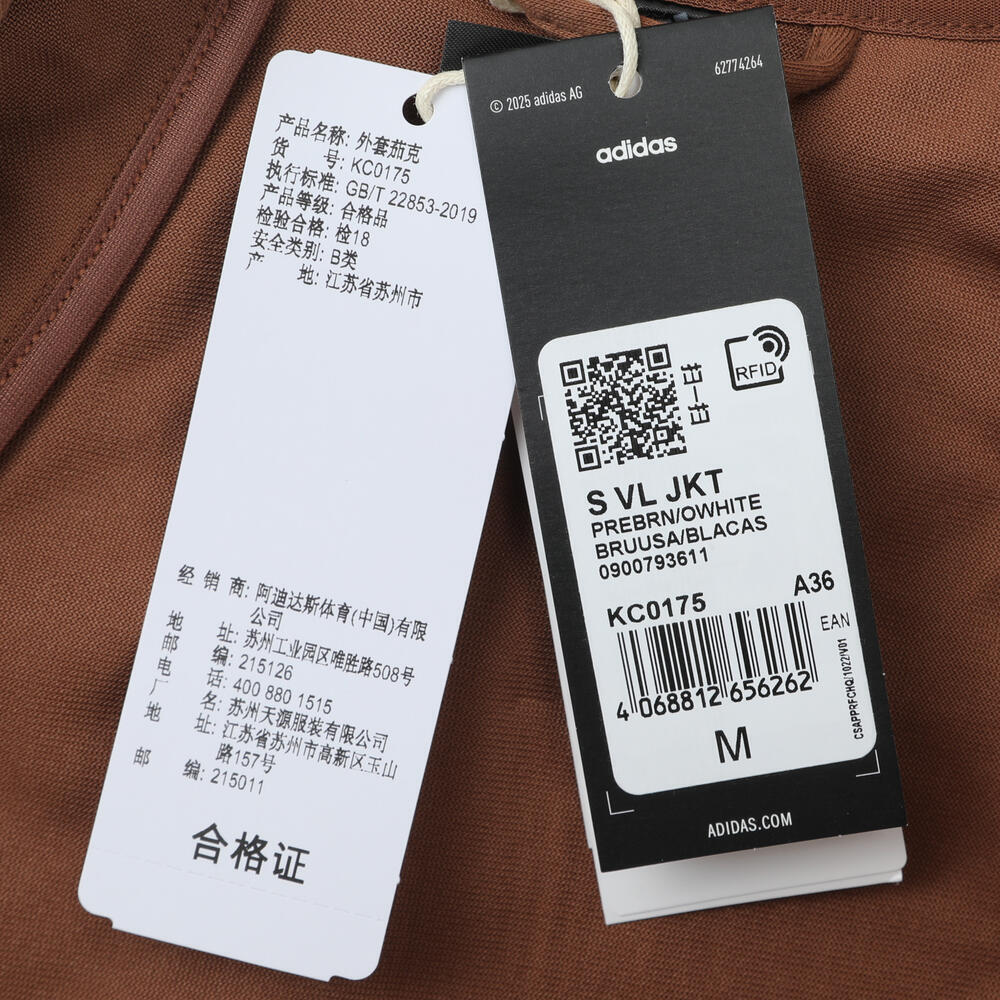 产品名称: 外套茄克
货 号: KC0175
执行标准: GB/T 22853-2019
产品等级: 合格品
检验合格: 检18
安全类别: B类
产 地: 江苏省苏州市
经 销 商: 阿迪达斯体育(中国)有限
公司
地 址: 苏州工业园区唯胜路508号
邮 编: 215126
电 话: 400 880 1515
厂 名: 苏州天源服装有限公司
地 址: 江苏省苏州市高新区玉山
路157号
邮 编: 215011
合格证
62774264
© 2025 adidas AG
adidas
RFID
S VL JKT
PREBRN/OWHITE
BRUUSA/BLACAS
0900793611
KC0175 A36
EAN
4 068812 656262
CSAPPRFCHQ/1022/V01
M
ADIDAS.COM